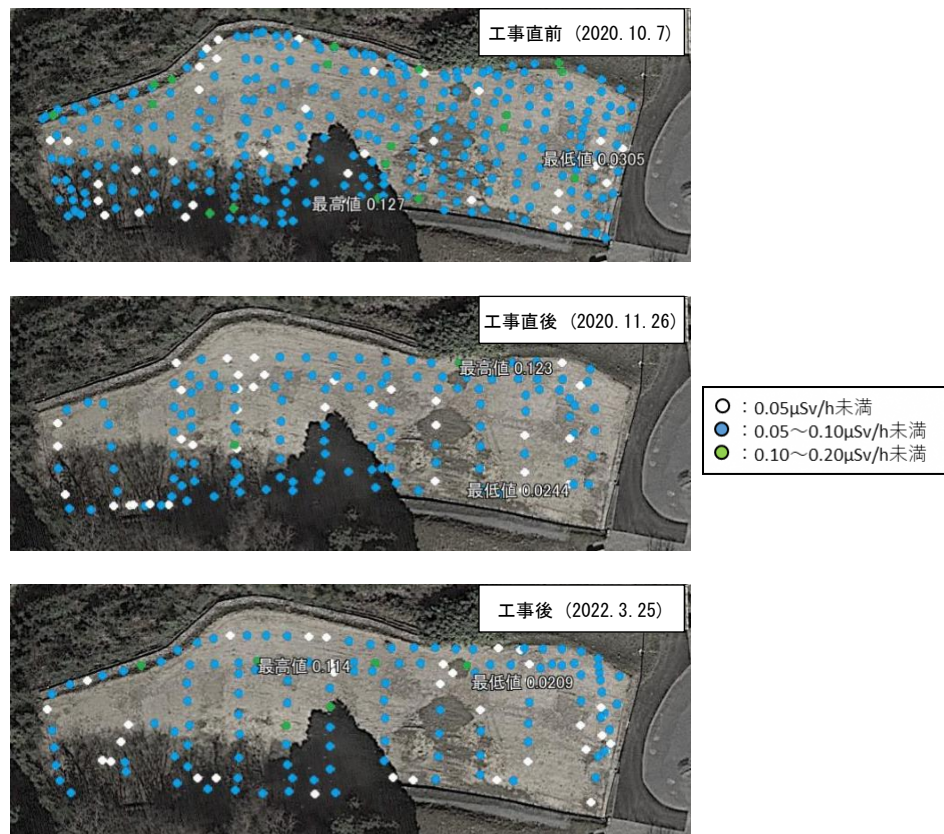 工事直前 (2020.10.7)
最低値 0.0305
最高値 0.127
工事直後 (2020.11.26)
最高値 0.123
最低値 0.0244
○ : 0.05μSv/h未満
● : 0.05～0.10μSv/h未満
● : 0.10～0.20μSv/h未満
工事後 (2022.3.25)
最高値 0.114
最低値 0.0209